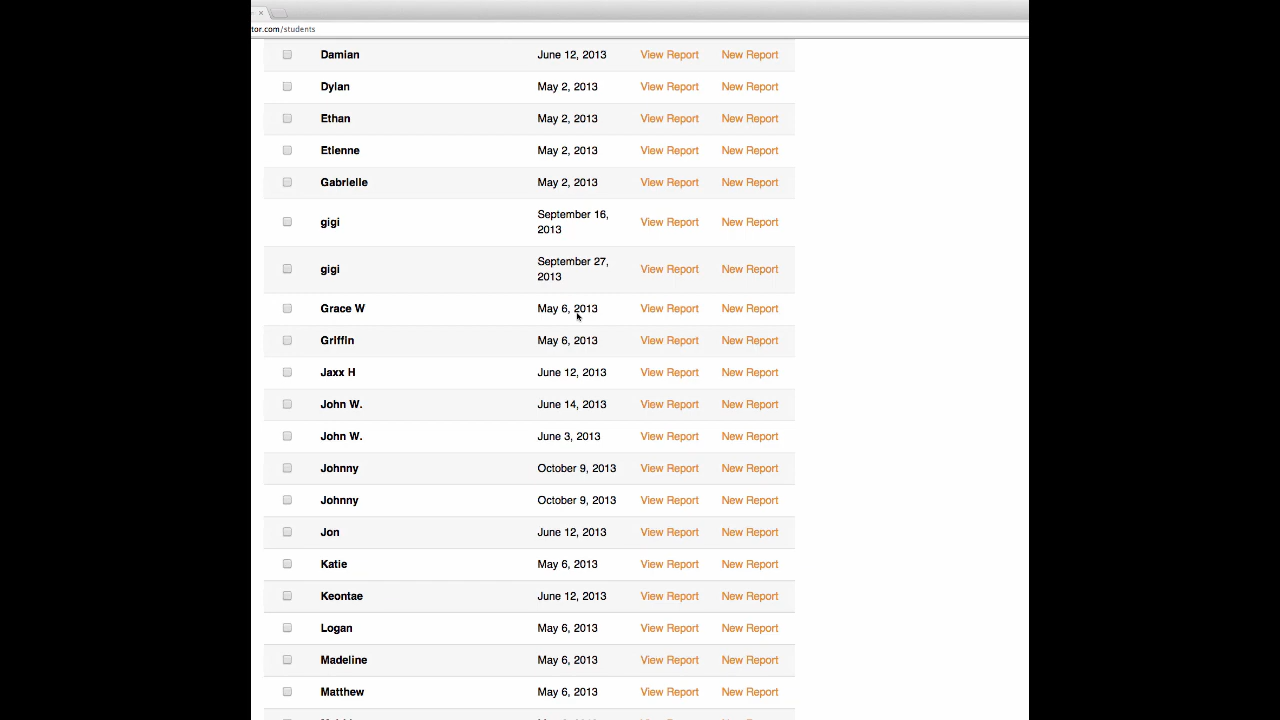 tor.com/students
Damian June 12, 2013 View Report New Report
Dylan May 2, 2013 View Report New Report
Ethan May 2, 2013 View Report New Report
Etienne May 2, 2013 View Report New Report
Gabrielle May 2, 2013 View Report New Report
gigi September 16, 2013 View Report New Report
gigi September 27, 2013 View Report New Report
Grace W May 6, 2013 View Report New Report
Griffin May 6, 2013 View Report New Report
Jaxx H June 12, 2013 View Report New Report
John W. June 14, 2013 View Report New Report
John W. June 3, 2013 View Report New Report
Johnny October 9, 2013 View Report New Report
Johnny October 9, 2013 View Report New Report
Jon June 12, 2013 View Report New Report
Katie May 6, 2013 View Report New Report
Keontae June 12, 2013 View Report New Report
Logan May 6, 2013 View Report New Report
Madeline May 6, 2013 View Report New Report
Matthew May 6, 2013 View Report New Report